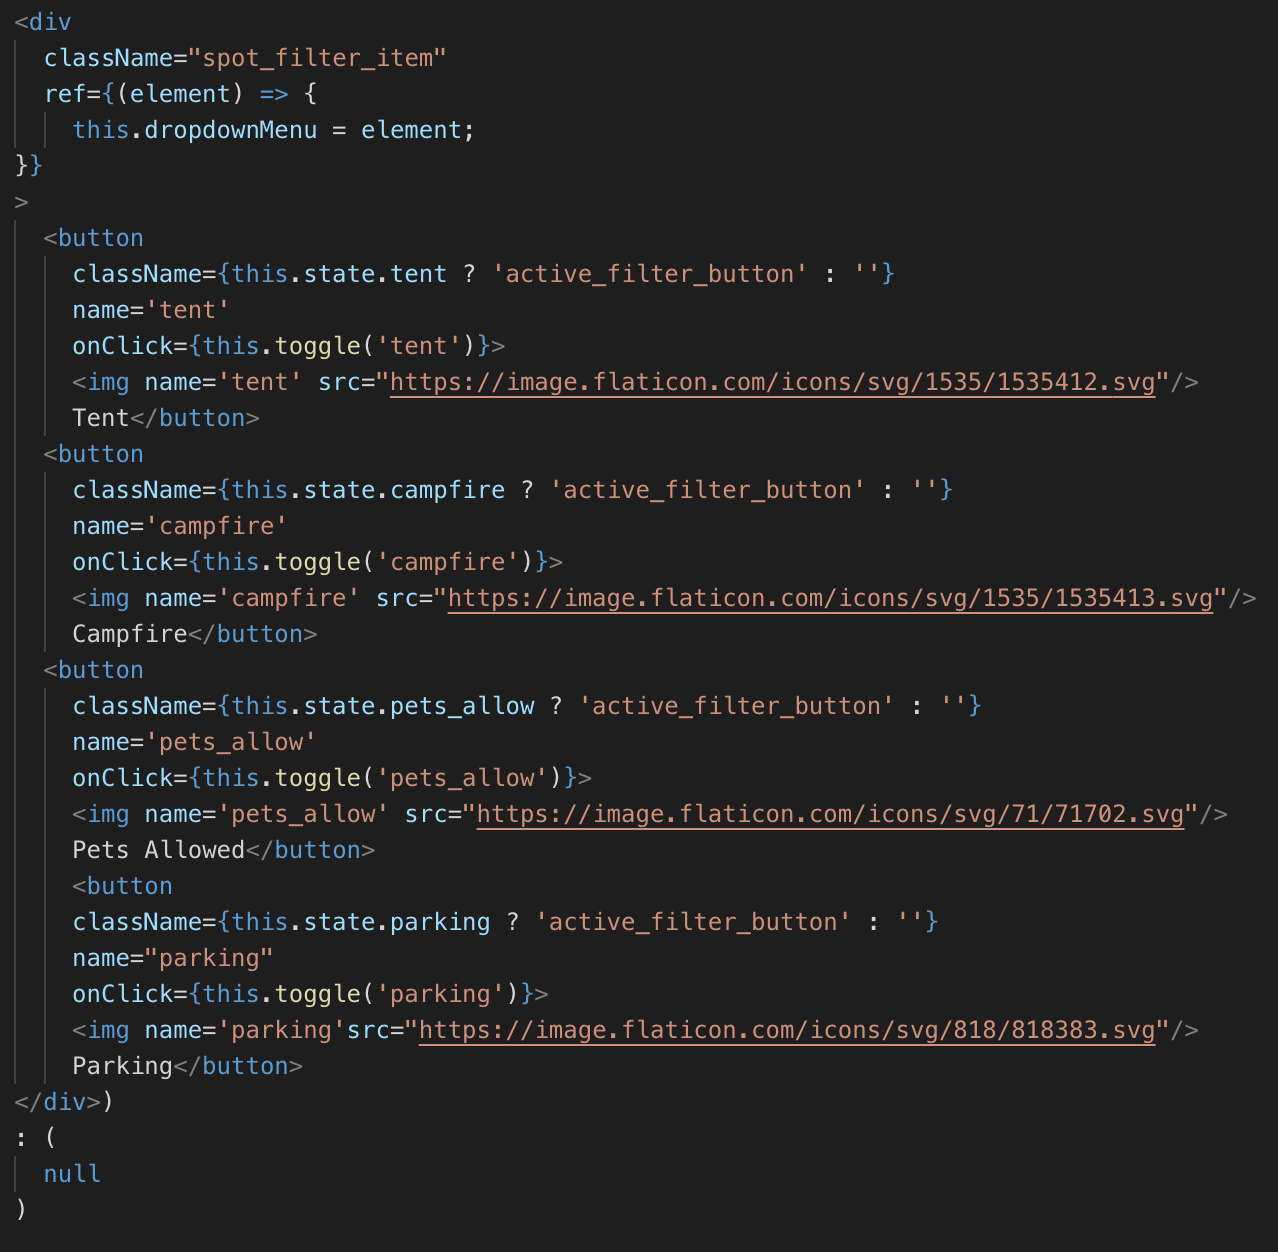 <div
className="spot_filter_item"
ref={(element) => {
this.dropdownMenu = element;
}}
>
<button
className={this.state.tent ? 'active_filter_button' : ''}
name='tent'
onClick={this.toggle('tent')}>
<img name='tent' src="https://image.flaticon.com/icons/svg/1535/1535412.svg"/>
Tent</button>
<button
className={this.state.campfire ? 'active_filter_button' : ''}
name='campfire'
onClick={this.toggle('campfire')}>
<img name='campfire' src="https://image.flaticon.com/icons/svg/1535/1535413.svg"/>
Campfire</button>
<button
className={this.state.pets_allow ? 'active_filter_button' : ''}
name='pets_allow'
onClick={this.toggle('pets_allow')}>
<img name='pets_allow' src="https://image.flaticon.com/icons/svg/71/71702.svg"/>
Pets Allowed</button>
<button
className={this.state.parking ? 'active_filter_button' : ''}
name="parking"
onClick={this.toggle('parking')}>
<img name='parking'src="https://image.flaticon.com/icons/svg/818/818383.svg"/>
Parking</button>
</div>)
: (
null
)